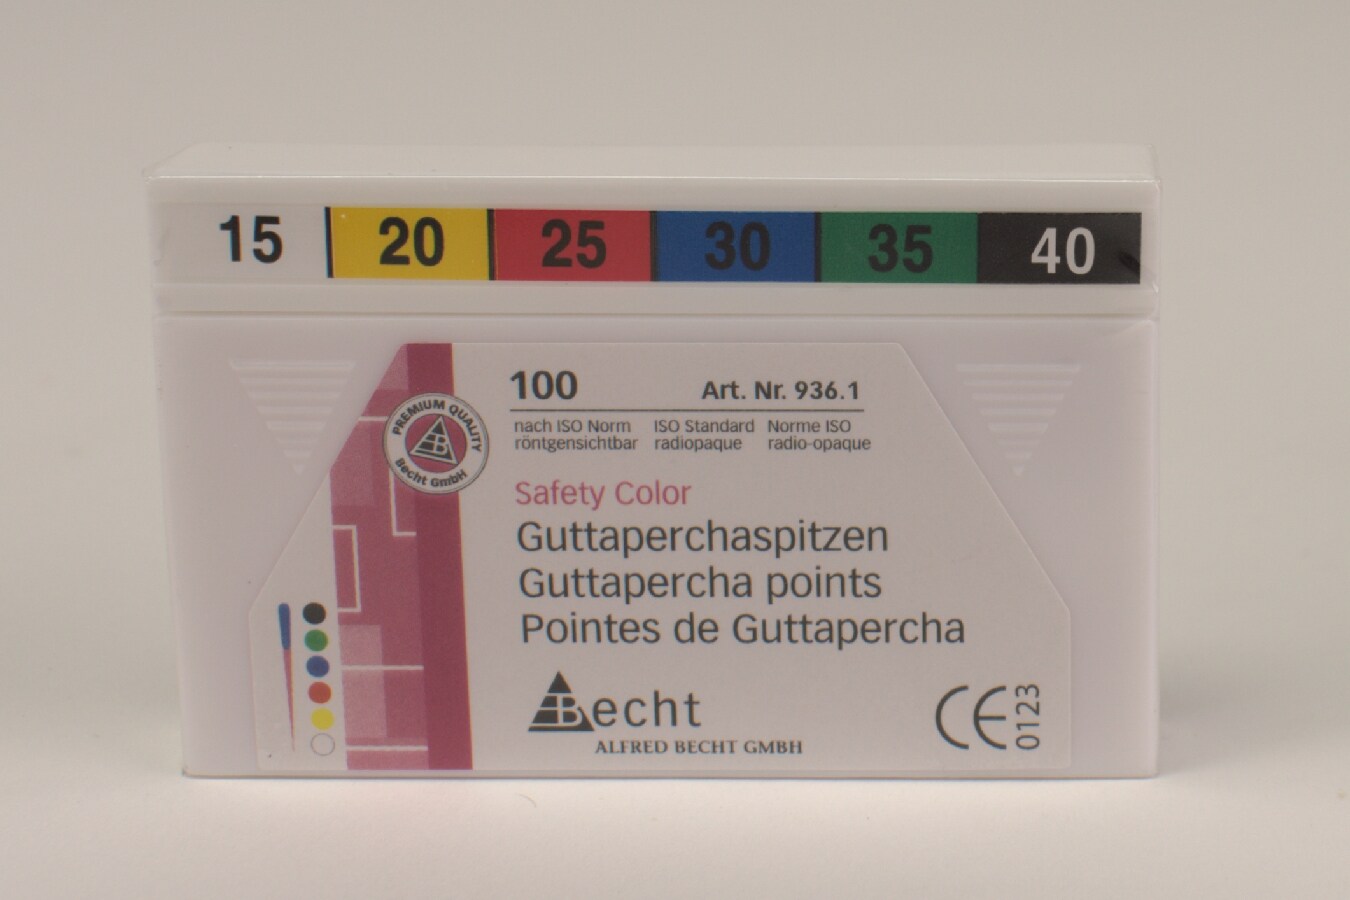 15 20 25 30 35 40
100 Art. Nr. 936.1
nach ISO Norm ISO Standard Norme ISO
röntgensichtbar radiopaque radio-opaque
PREMIUM QUALITY
B
Becht GmbH
Safety Color
Guttaperchaspitzen
Guttapercha points
Pointes de Guttapercha
Becht
ALFRED BECHT GMBH
CE 0123